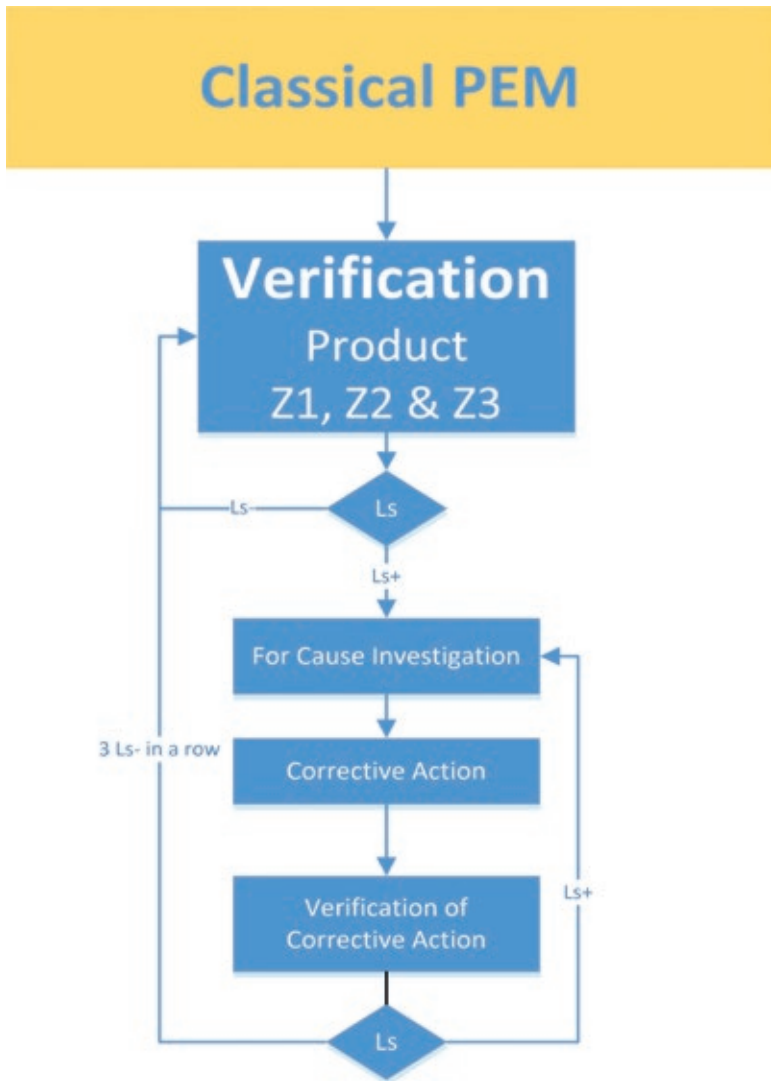 Classical PEM
Verification
Product
Z1, Z2 & Z3
Ls
Ls-
Ls+
For Cause Investigation
3 Ls- in a row
Corrective Action
Ls+
Verification of
Corrective Action
Ls